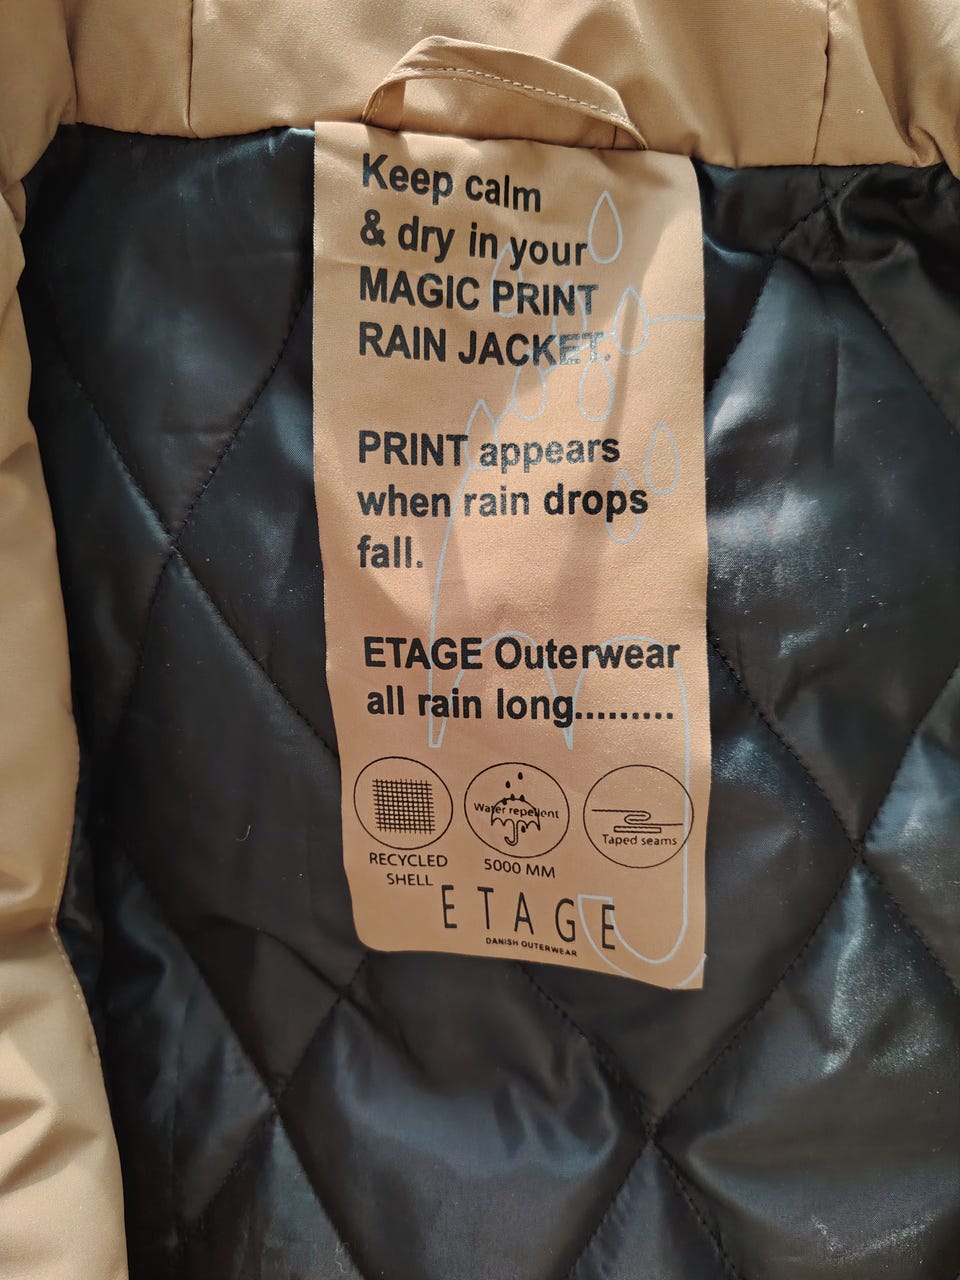 Keep calm
& dry in your
MAGIC PRINT
RAIN JACKET.
PRINT appears
when rain drops
fall.
ETAGE Outerwear
all rain long.........
Water repellent
Taped seams
RECYCLED
SHELL
5000 MM
ETAGE
DANISH OUTERWEAR